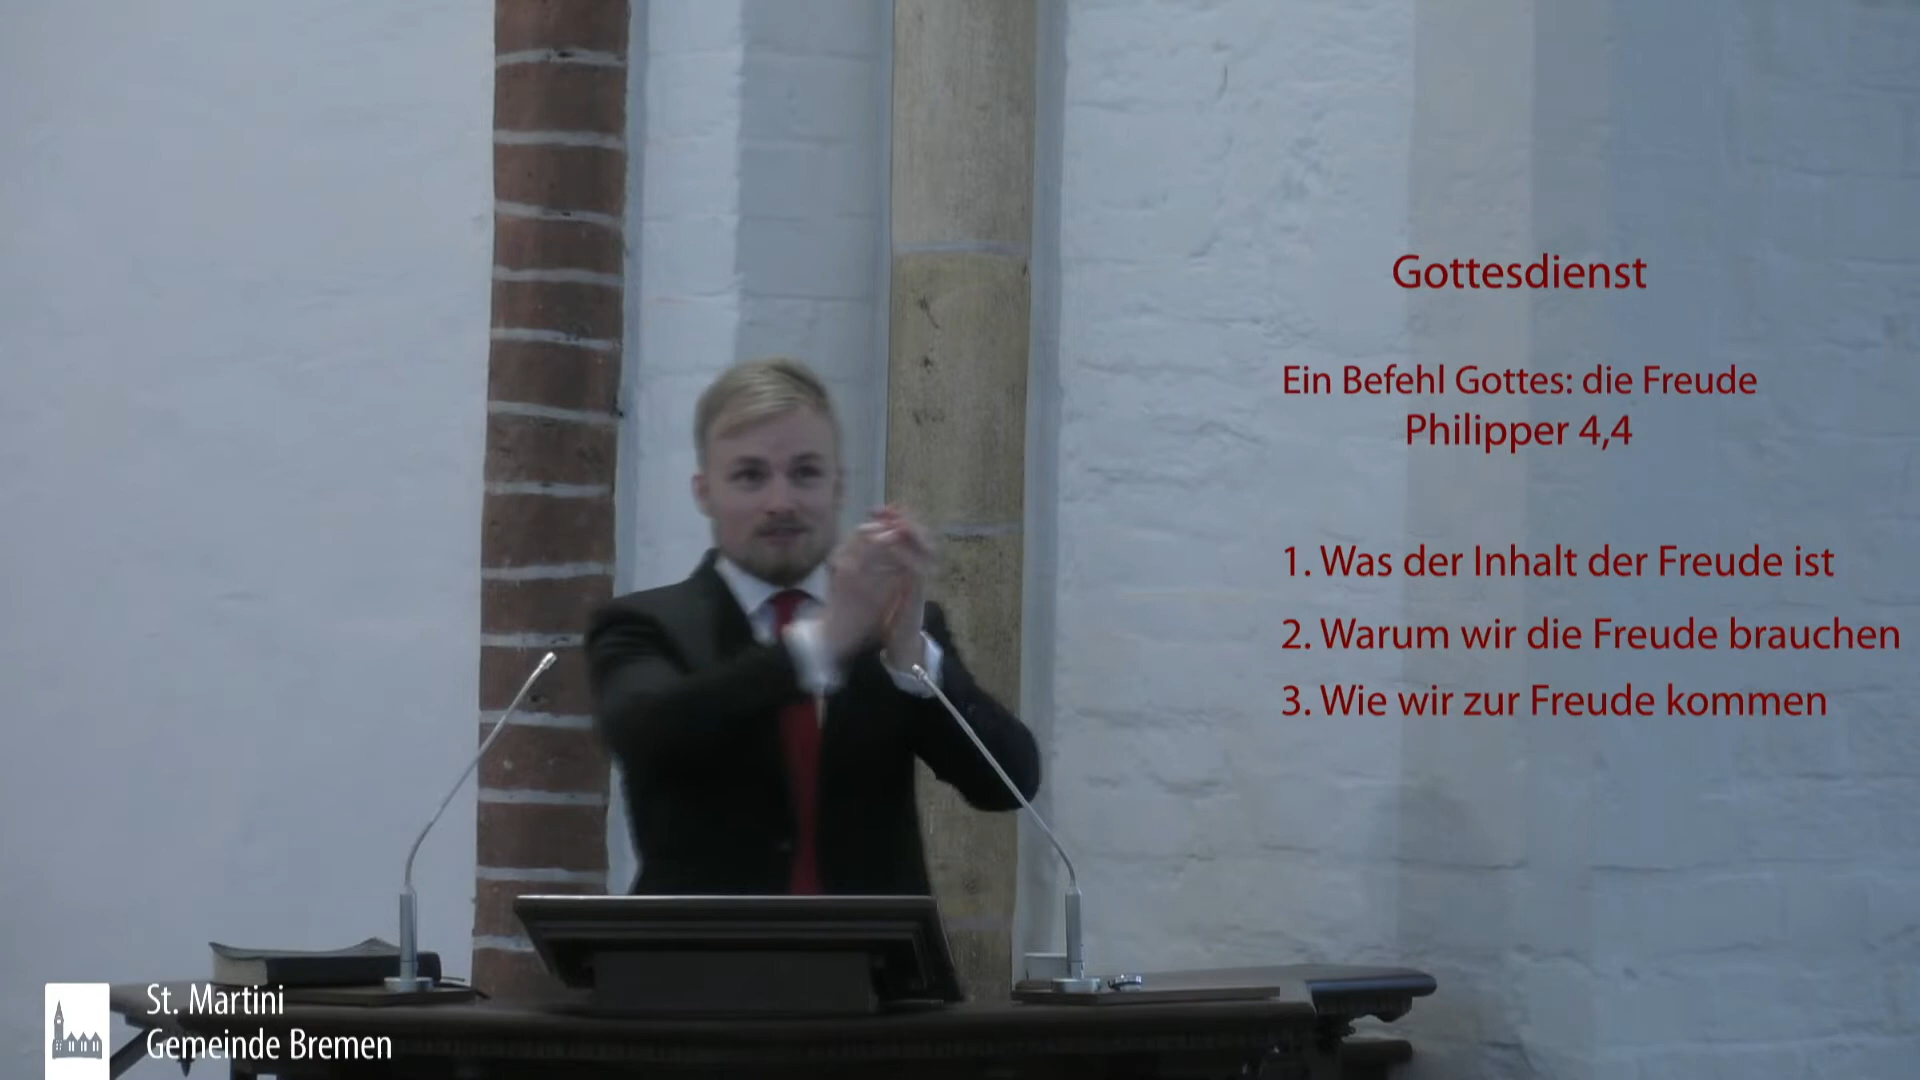 Gottesdienst
Ein Befehl Gottes: die Freude
Philipper 4,4
1. Was der Inhalt der Freude ist
2. Warum wir die Freude brauchen
3. Wie wir zur Freude kommen
St. Martini
Gemeinde Bremen